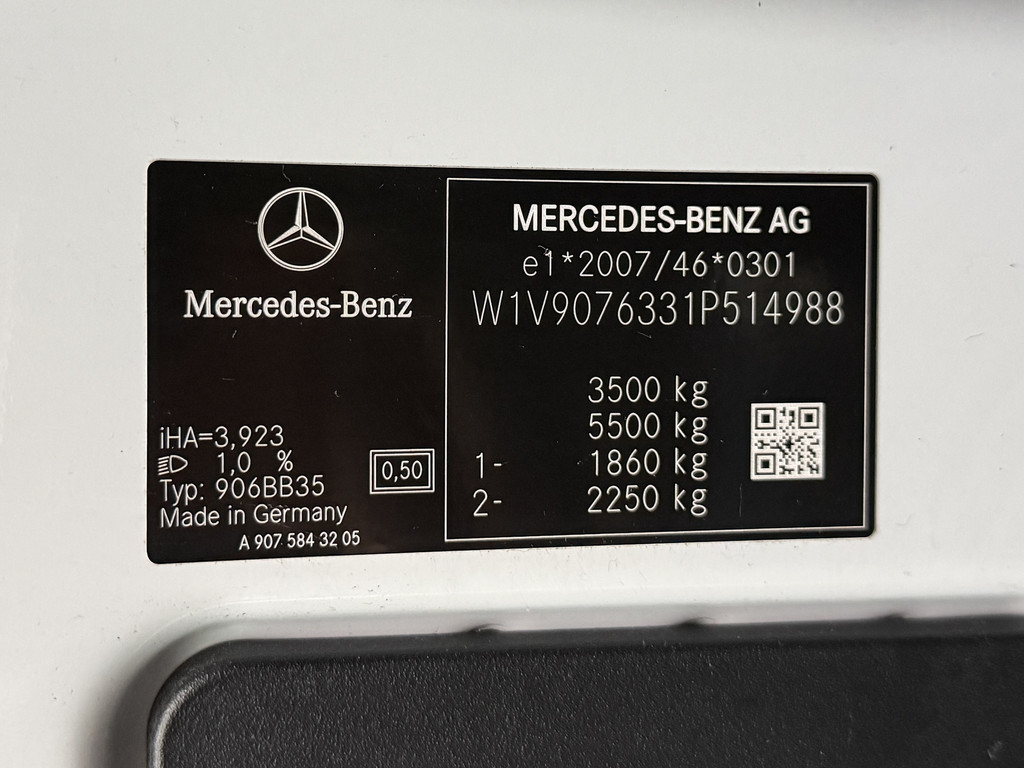 Mercedes-Benz
iHA=3,923
1,0 %
Typ: 906BB35
Made in Germany
A 907 584 32 05
0,50
MERCEDES-BENZ AG
e1*2007/46*0301
W1V9076331P514988
3500 kg
5500 kg
1- 1860 kg
2- 2250 kg